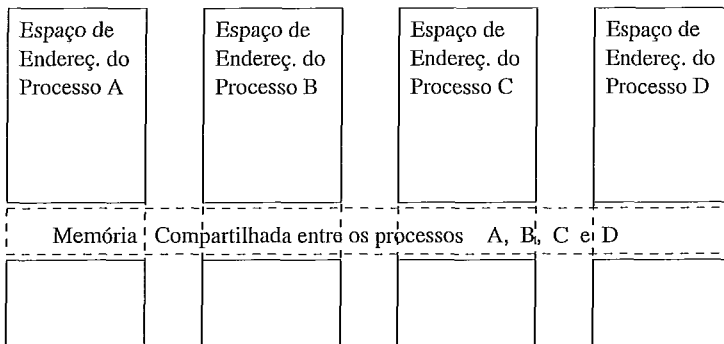 Espaço de
Endereç. do
Processo A
Espaço de
Endereç. do
Processo B
Espaço de
Endereç. do
Processo C
Espaço de
Endereç. do
Processo D
Memória Compartilhada entre os processos A, B, C e D